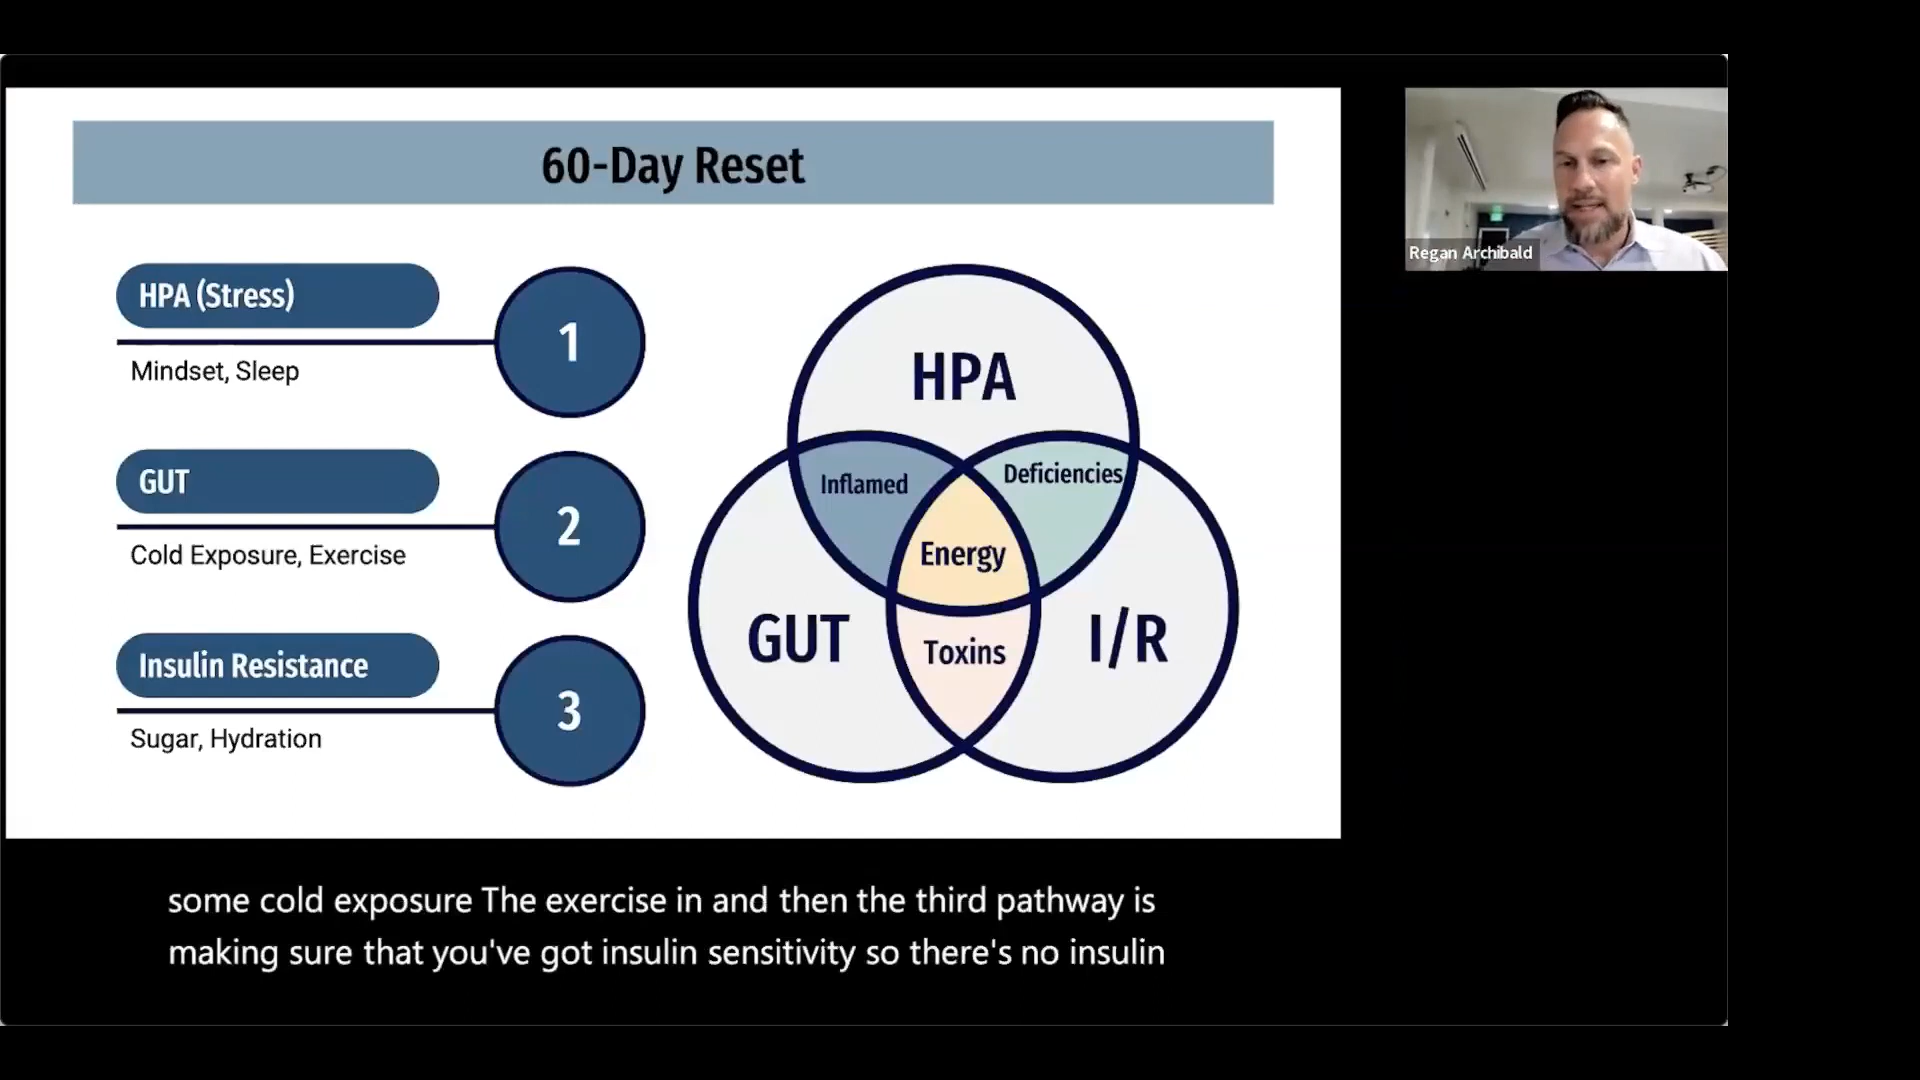 60-Day Reset
HPA (Stress)
1
Mindset, Sleep
GUT
2
Cold Exposure, Exercise
Insulin Resistance
3
Sugar, Hydration
HPA
Inflamed
Deficiencies
Energy
GUT
I/R
Toxins
Regan Archibald
some cold exposure The exercise in and then the third pathway is
making sure that you've got insulin sensitivity so there's no insulin